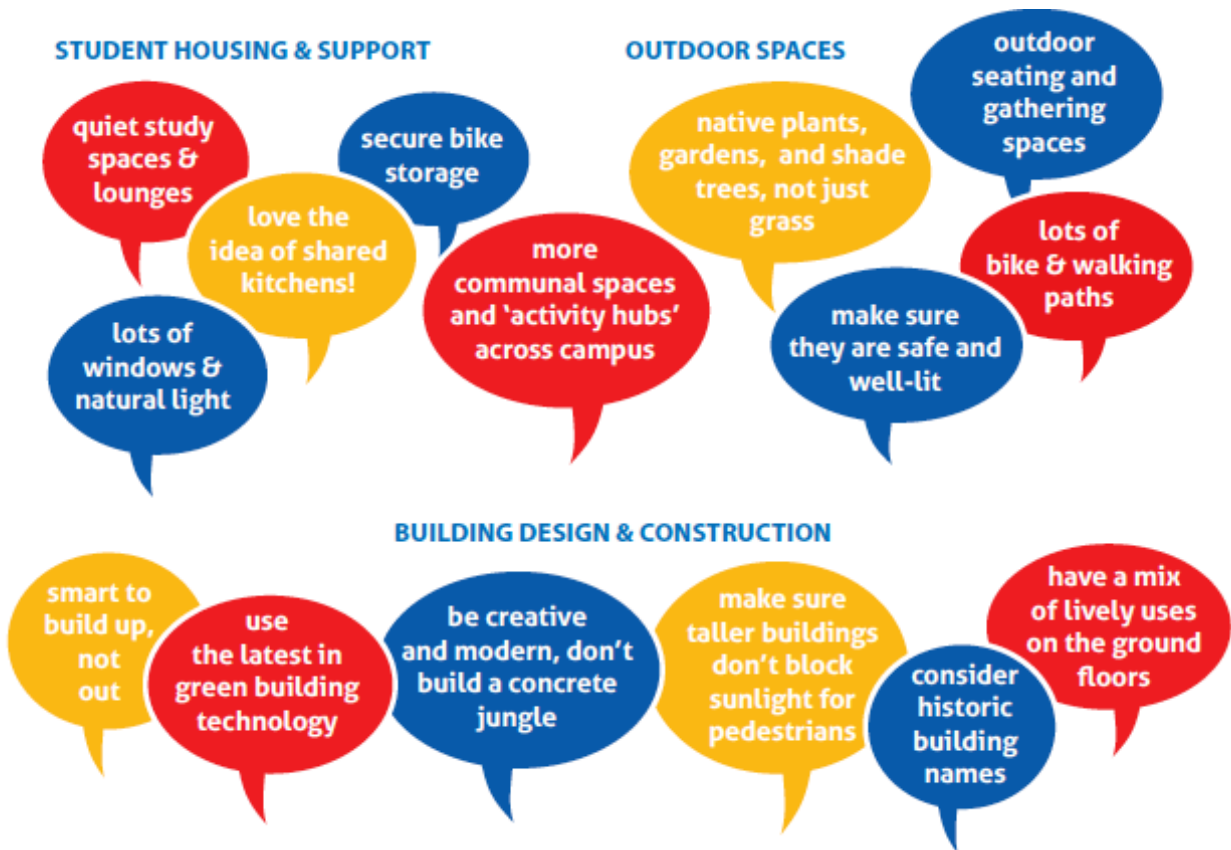 STUDENT HOUSING & SUPPORT
quiet study
spaces &
lounges
secure bike
storage
love the
idea of shared
kitchens!
lots of
windows &
natural light
more
communal spaces
and ‘activity hubs’
across campus
OUTDOOR SPACES
native plants,
gardens, and shade
trees, not just
grass
outdoor
seating and
gathering
spaces
lots of
bike & walking
paths
make sure
they are safe and
well-lit
BUILDING DESIGN & CONSTRUCTION
smart to
build up,
not
out
use
the latest in
green building
technology
be creative
and modern, don’t
build a concrete
jungle
make sure
taller buildings
don’t block
sunlight for
pedestrians
consider
historic
building
names
have a mix
of lively uses
on the ground
floors